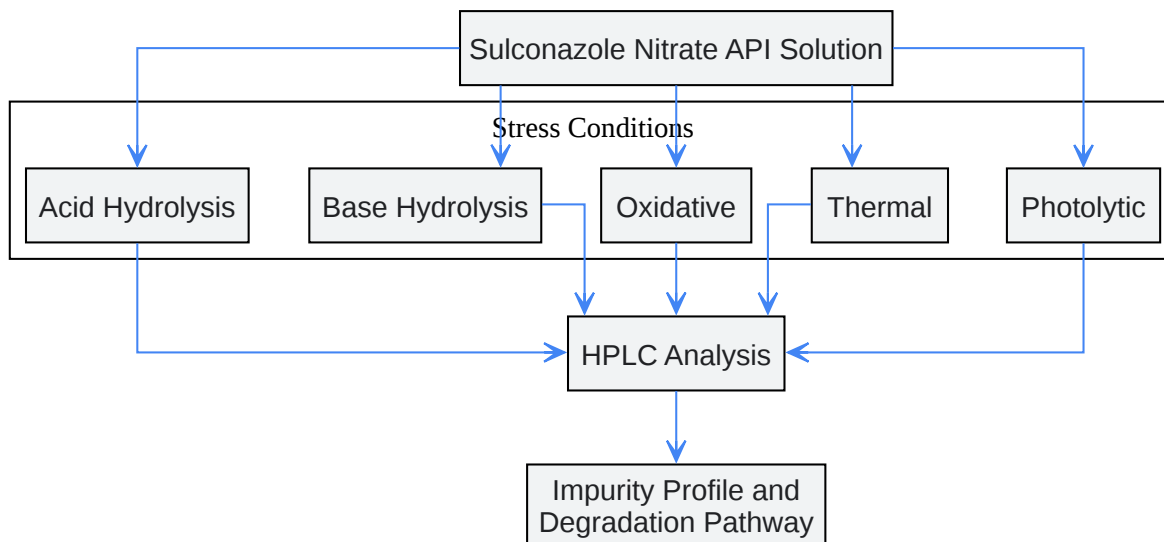 Sulconazole Nitrate API Solution
Stress Conditions
Acid Hydrolysis
Base Hydrolysis
Oxidative
Thermal
Photolytic
HPLC Analysis
Impurity Profile and
Degradation Pathway